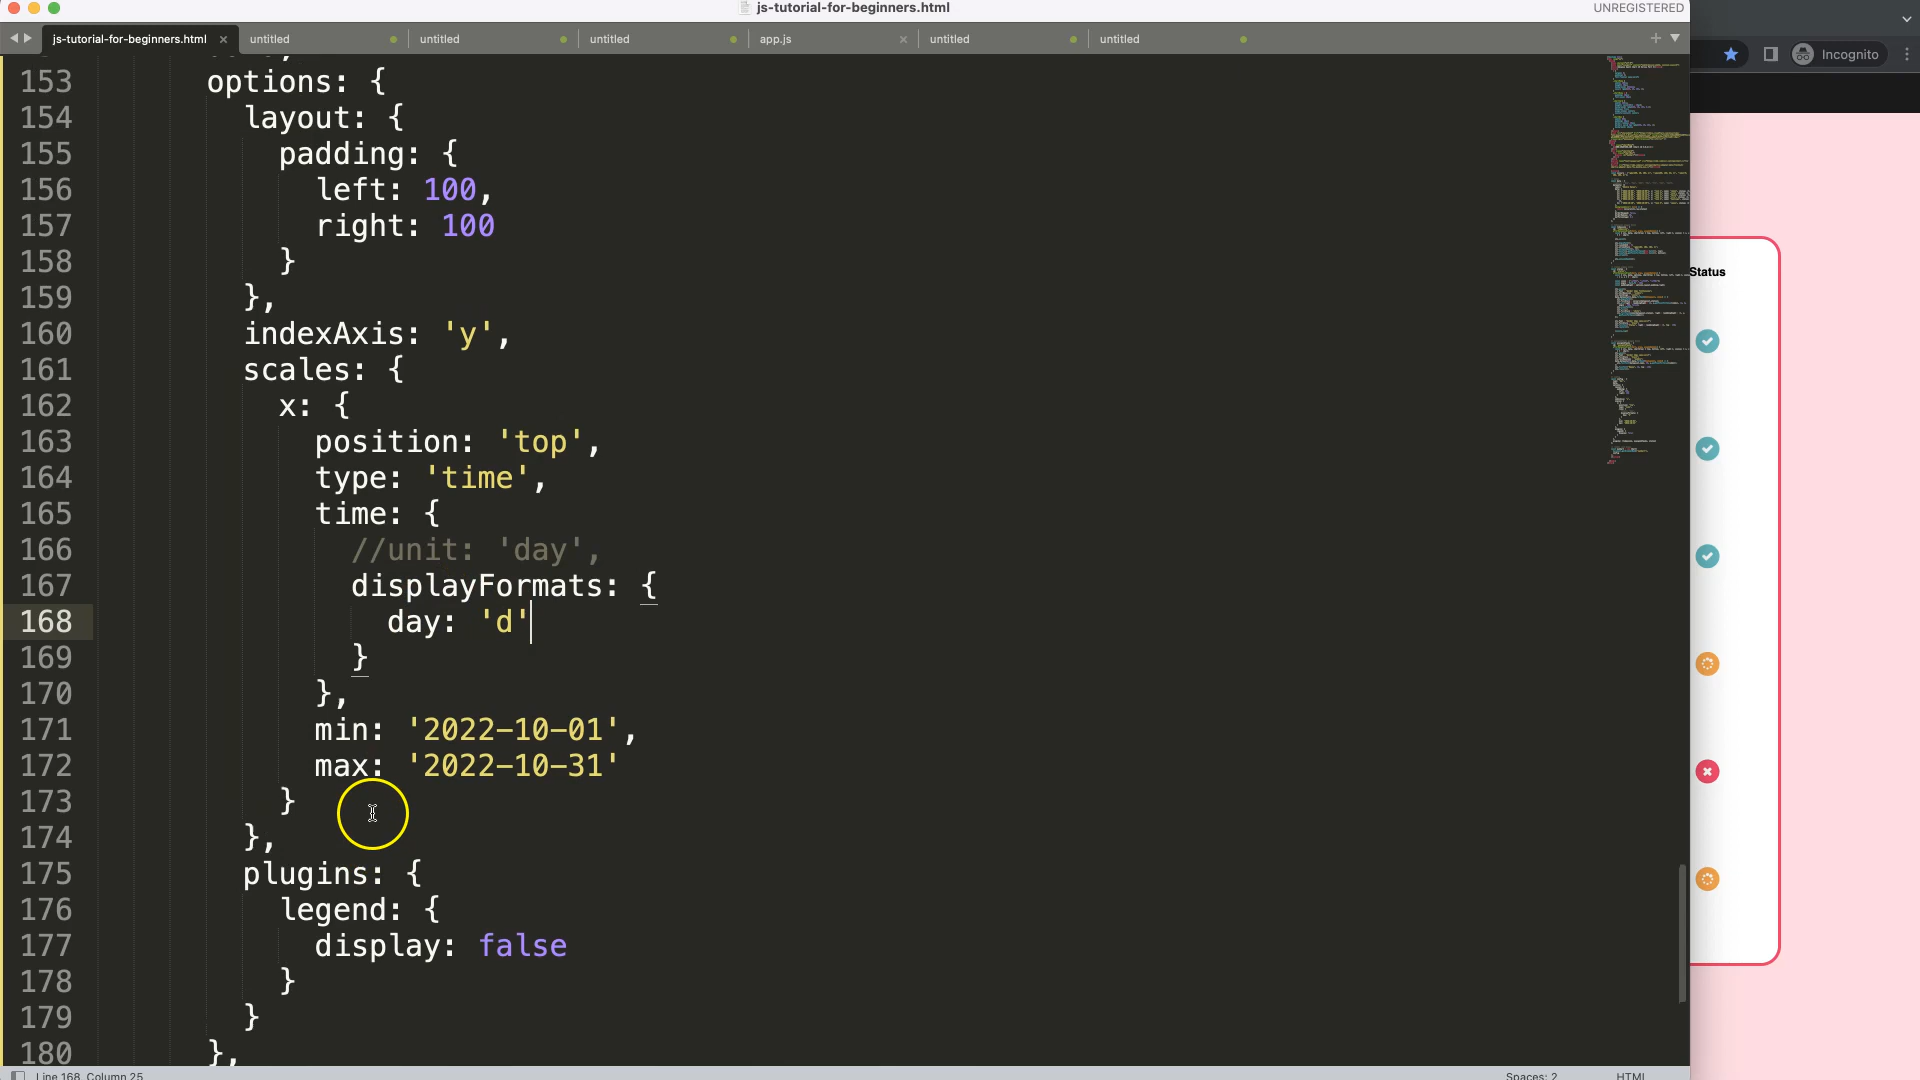 js-tutorial-for-beginners.html
UNREGISTERED
js-tutorial-for-beginners.html × untitled untitled untitled app.js × untitled untitled
Incognito
153 options: {
154 layout: {
155 padding: {
156 left: 100,
157 right: 100
158 }
159 },
160 indexAxis: 'y',
161 scales: {
162 x: {
163 position: 'top',
164 type: 'time',
165 time: {
166 //unit: 'day',
167 displayFormats: {
168 day: 'd'
169 }
170 },
171 min: '2022-10-01',
172 max: '2022-10-31'
173 }
174 },
175 plugins: {
176 legend: {
177 display: false
178 }
179 }
180 },
Status
Line 168, Column 25
Spaces: 2
HTML